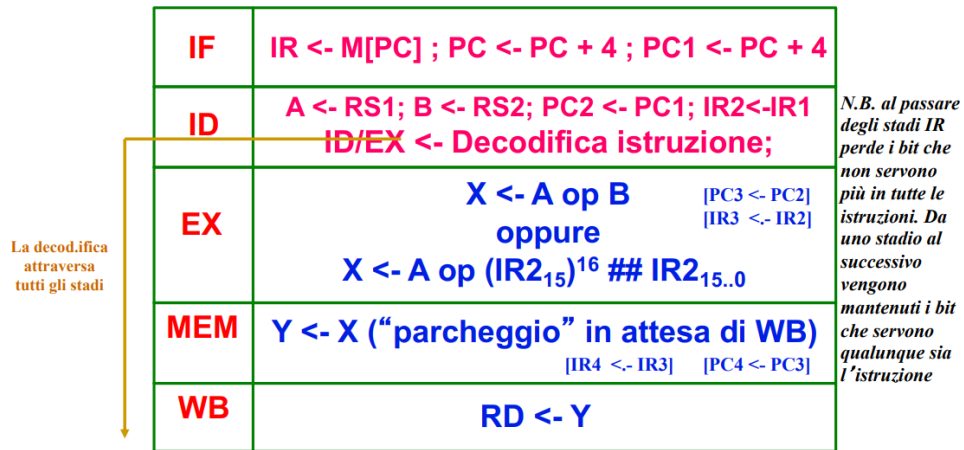 IF
IR <- M[PC] ; PC <- PC + 4 ; PC1 <- PC + 4
ID
A <- RS1; B <- RS2; PC2 <- PC1; IR2<-IR1
ID/EX <- Decodifica istruzione;
EX
X <- A op B
[PC3 <- PC2]
[IR3 <.- IR2]
oppure
X <- A op (IR2₁₅)¹⁶ ## IR2₁₅..₀
MEM
Y <- X (“parcheggio” in attesa di WB)
[IR4 <.- IR3] [PC4 <- PC3]
WB
RD <- Y
La decod.ifica
attraversa
tutti gli stadi
N.B. al passare
degli stadi IR
perde i bit che
non servono
più in tutte le
istruzioni. Da
uno stadio al
successivo
vengono
mantenuti i bit
che servono
qualunque sia
l’istruzione